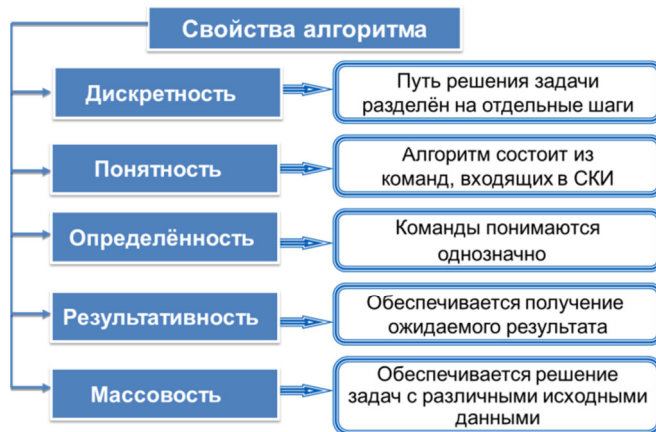 Свойства алгоритма
Дискретность
Путь решения задачи
разделён на отдельные шаги
Понятность
Алгоритм состоит из
команд, входящих в СКИ
Определённость
Команды понимаются
однозначно
Результативность
Обеспечивается получение
ожидаемого результата
Массовость
Обеспечивается решение
задач с различными исходными
данными